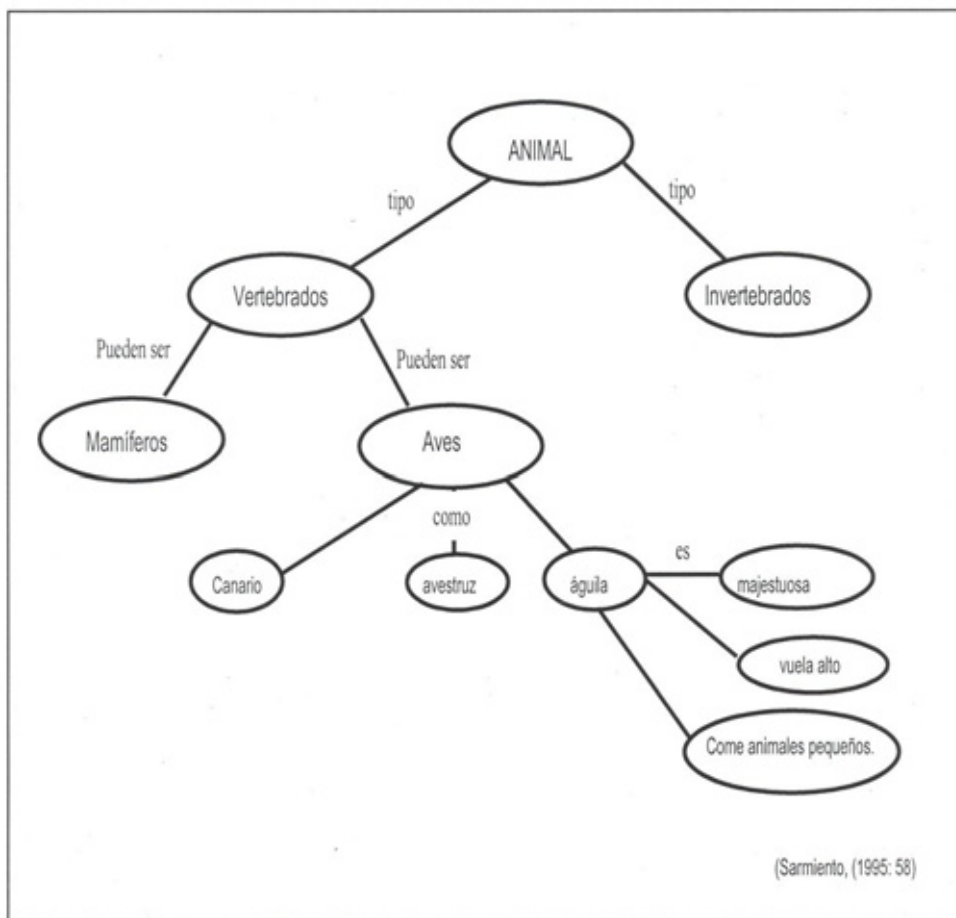 ANIMAL
tipo
tipo
Vertebrados
Invertebrados
Pueden ser
Pueden ser
Mamíferos
Aves
como
Canario
avestruz
águila
es
majestuosa
vuela alto
Come animales pequeños.
(Sarmiento, (1995: 58)